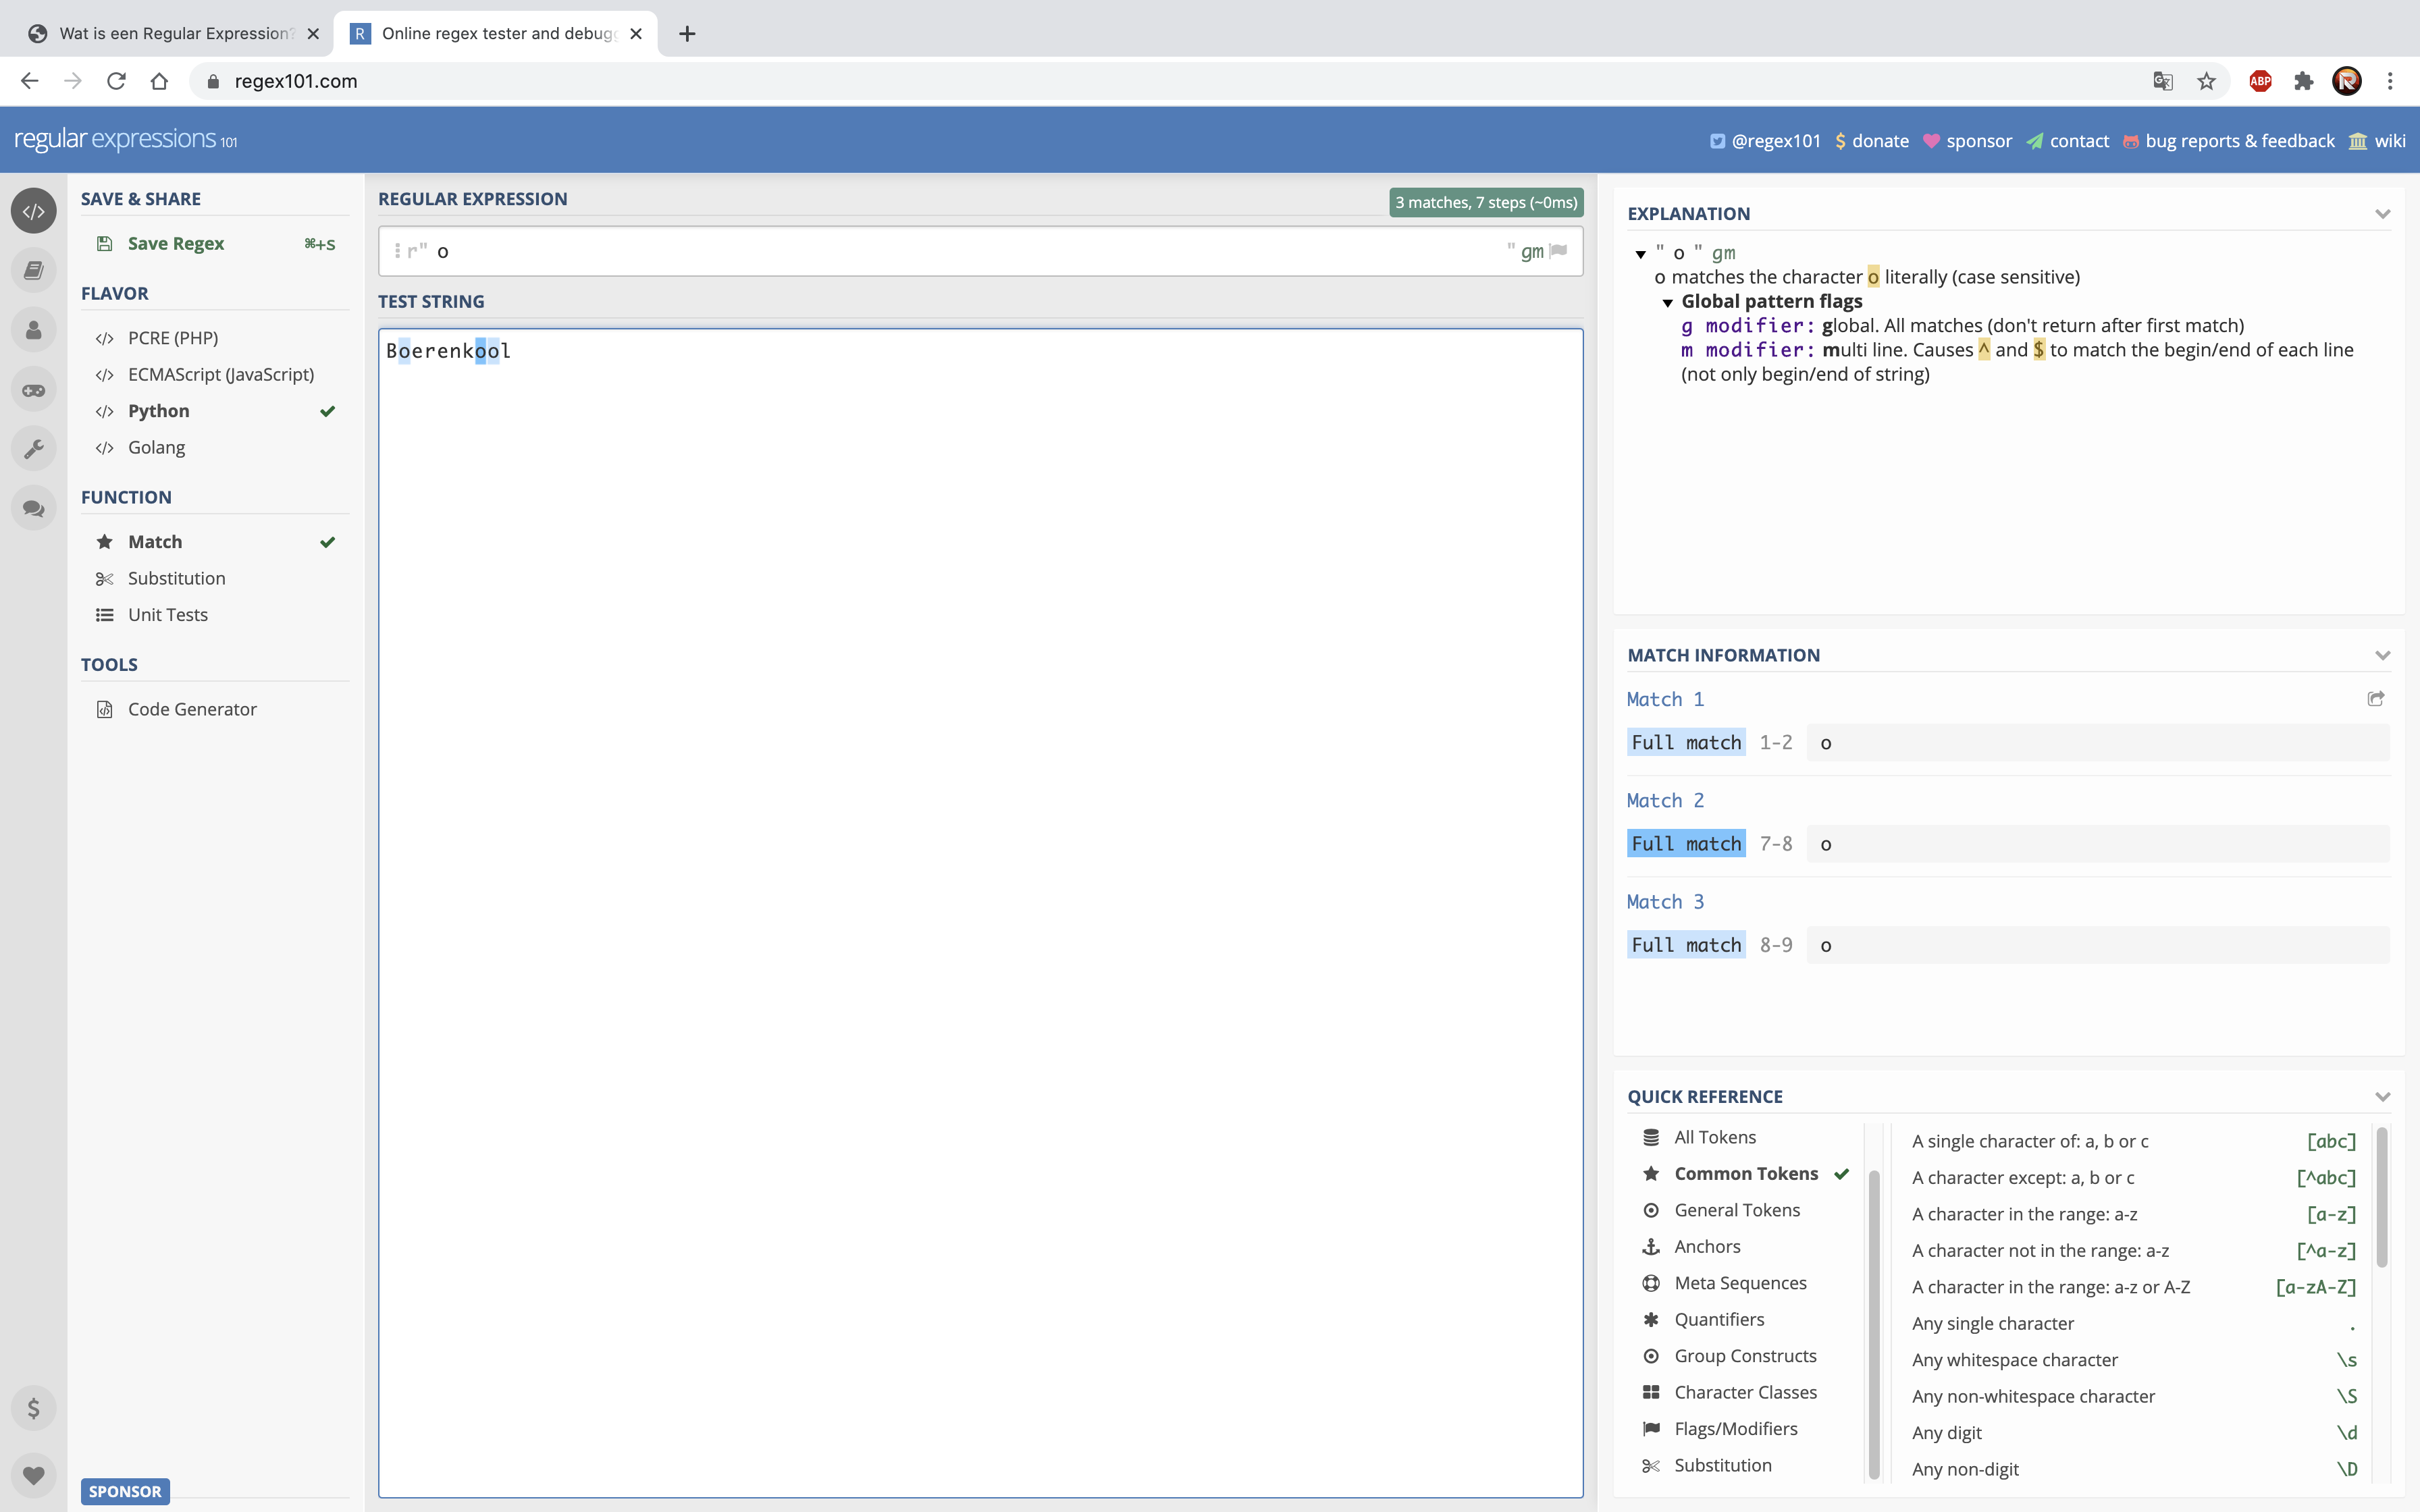 Wat is een Regular Expression?
Online regex tester and debug
regex101.com
ABP
regular expressions 101
@regex101 $ donate sponsor contact bug reports & feedback wiki
SAVE & SHARE
Save Regex ⌘+S
FLAVOR
</> PCRE (PHP)
</> ECMAScript (JavaScript)
</> Python
</> Golang
FUNCTION
Match
Substitution
Unit Tests
TOOLS
Code Generator
SPONSOR
REGULAR EXPRESSION
3 matches, 7 steps (~0ms)
r" o " gm
TEST STRING
Boerenkool
EXPLANATION
" o " gm
o matches the character o literally (case sensitive)
Global pattern flags
g modifier: global. All matches (don't return after first match)
m modifier: multi line. Causes ^ and $ to match the begin/end of each line
(not only begin/end of string)
MATCH INFORMATION
Match 1
Full match 1-2 o
Match 2
Full match 7-8 o
Match 3
Full match 8-9 o
QUICK REFERENCE
All Tokens
Common Tokens
General Tokens
Anchors
Meta Sequences
Quantifiers
Group Constructs
Character Classes
Flags/Modifiers
Substitution
A single character of: a, b or c [abc]
A character except: a, b or c [^abc]
A character in the range: a-z [a-z]
A character not in the range: a-z [^a-z]
A character in the range: a-z or A-Z [a-zA-Z]
Any single character .
Any whitespace character \s
Any non-whitespace character \S
Any digit \d
Any non-digit \D